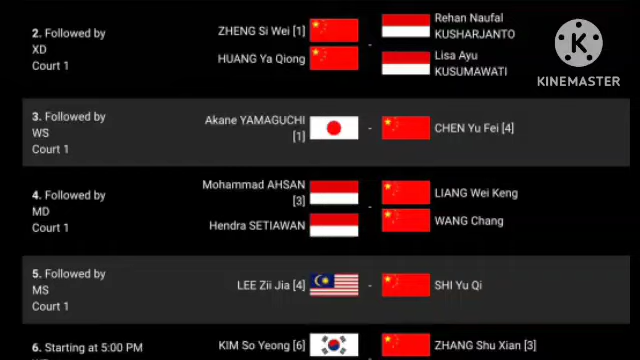 2. Followed by
XD
Court 1
ZHENG Si Wei [1]
HUANG Ya Qiong
-
Rehan Naufal
KUSHARJANTO
Lisa Ayu
KUSUMAWATI
K
KINEMASTER
3. Followed by
WS
Court 1
Akane YAMAGUCHI
[1]
-
CHEN Yu Fei [4]
4. Followed by
MD
Court 1
Mohammad AHSAN
[3]
Hendra SETIAWAN
-
LIANG Wei Keng
WANG Chang
5. Followed by
MS
Court 1
LEE Zii Jia [4]
-
SHI Yu Qi
6. Starting at 5:00 PM
KIM So Yeong [6]
ZHANG Shu Xian [3]